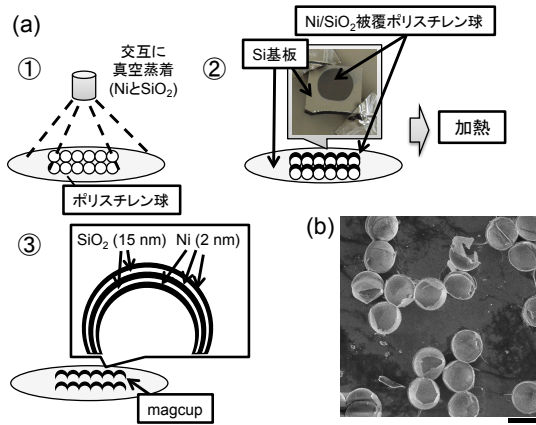 (a)
①
交互に
真空蒸着
(NiとSiO₂)
ポリスチレン球
②
Ni/SiO₂被覆ポリスチレン球
Si基板
加熱
③
SiO₂ (15 nm)
Ni (2 nm)
magcup
(b)